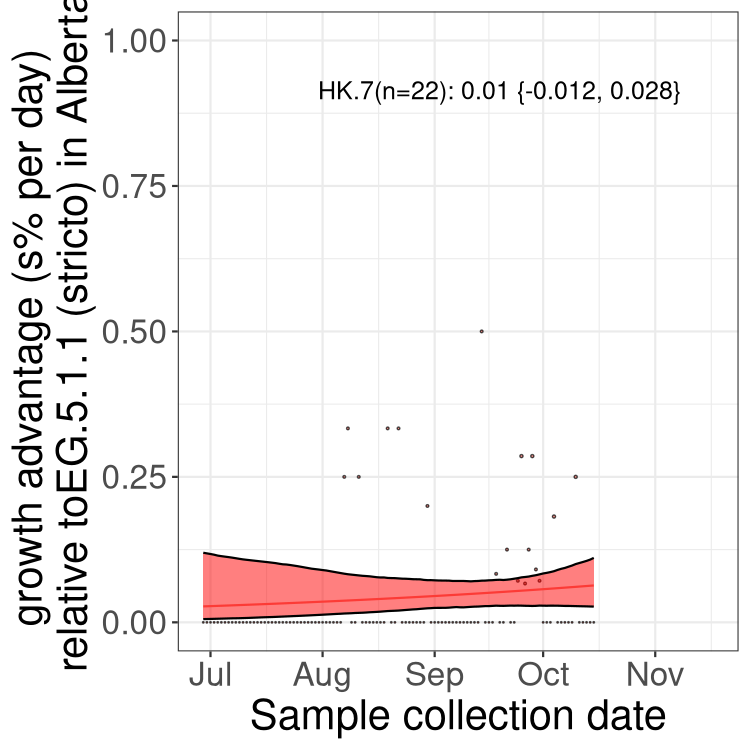 growth advantage (s% per day)
relative toEG.5.1.1 (stricto) in Alberta
1.00
0.75
0.50
0.25
0.00
HK.7(n=22): 0.01 {-0.012, 0.028}
Jul Aug Sep Oct Nov
Sample collection date